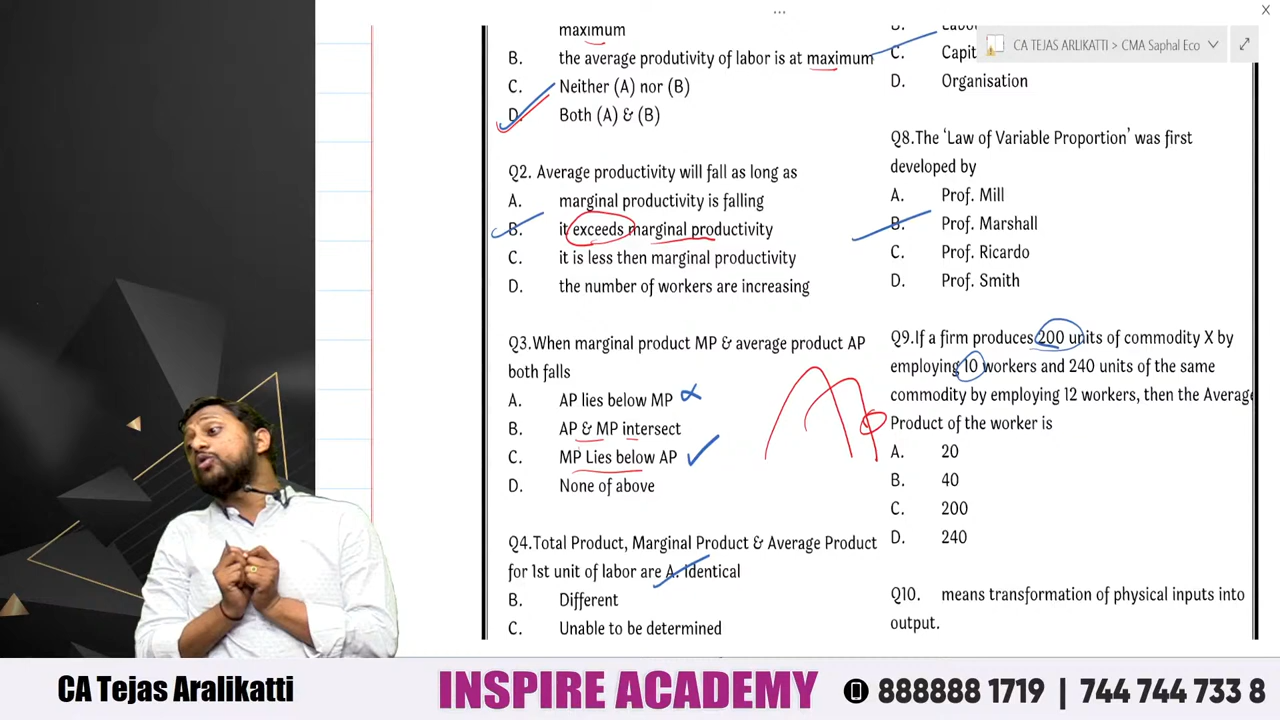 ...
X
CA TEJAS ARLIKATTI > CMA Saphal Eco
maximum
B. the average produtivity of labor is at maximum
C. Neither (A) nor (B)
D. Both (A) & (B)
Q2. Average productivity will fall as long as
A. marginal productivity is falling
B. it exceeds marginal productivity
C. it is less then marginal productivity
D. the number of workers are increasing
Q3.When marginal product MP & average product AP
both falls
A. AP lies below MP
B. AP & MP intersect
C. MP Lies below AP
D. None of above
Q4.Total Product, Marginal Product & Average Product
for 1st unit of labor are A. Identical
B. Different
C. Unable to be determined
C. Capit
D. Organisation
Q8.The ‘Law of Variable Proportion’ was first
developed by
A. Prof. Mill
B. Prof. Marshall
C. Prof. Ricardo
D. Prof. Smith
Q9.If a firm produces 200 units of commodity X by
employing 10 workers and 240 units of the same
commodity by employing 12 workers, then the Average
Product of the worker is
A. 20
B. 40
C. 200
D. 240
Q10. means transformation of physical inputs into
output.
CA Tejas Aralikatti
INSPIRE ACADEMY
888888 1719 | 744 744 733 8